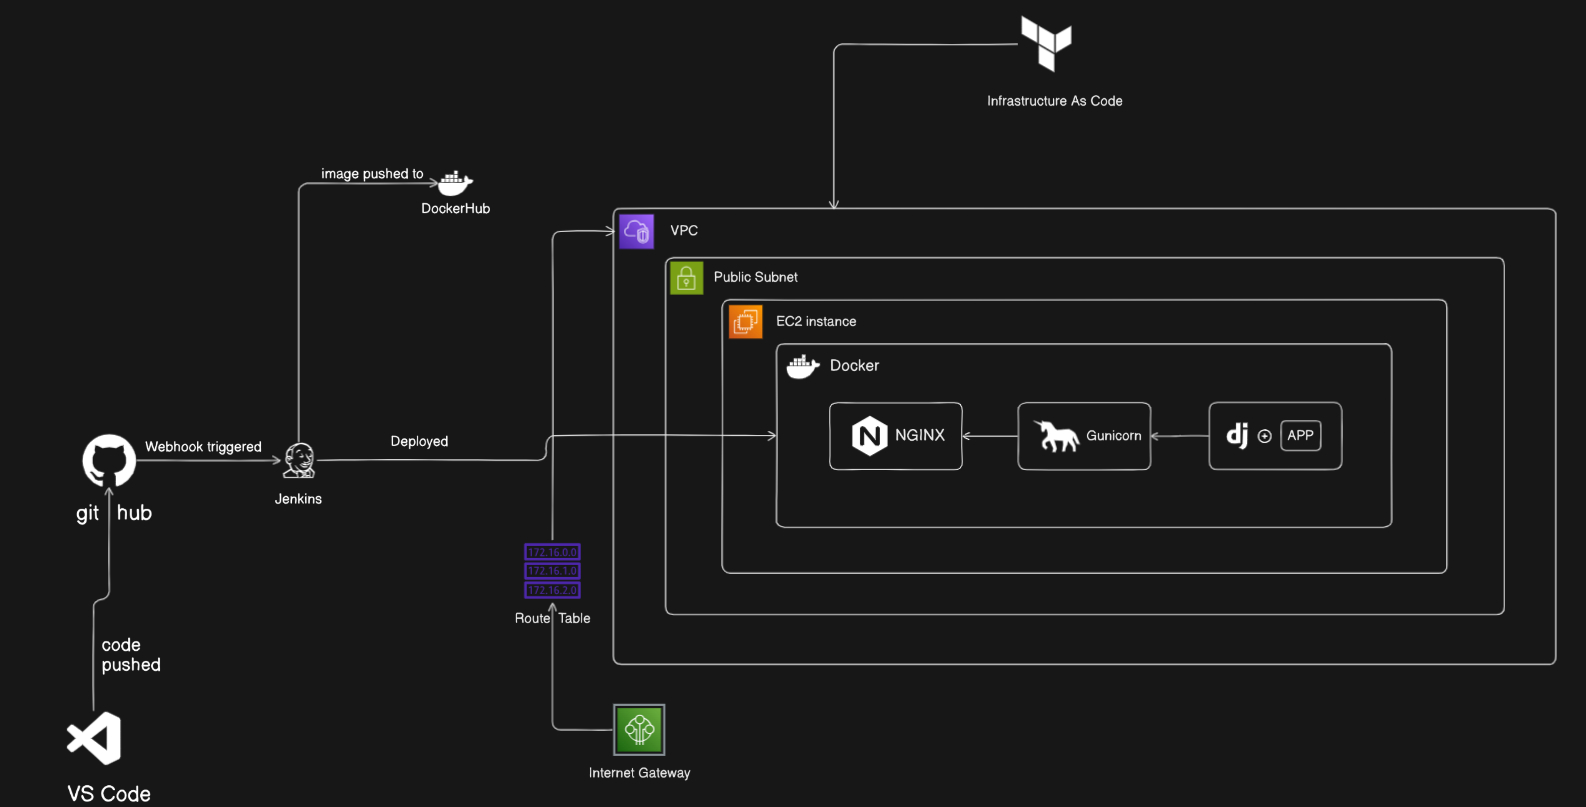 Infrastructure As Code
image pushed to
DockerHub
VPC
Public Subnet
EC2 instance
Docker
NGINX
Gunicorn
dj
APP
Webhook triggered
Deployed
Jenkins
git hub
172.16.0.0
172.16.1.0
172.16.2.0
Route Table
code
pushed
Internet Gateway
VS Code